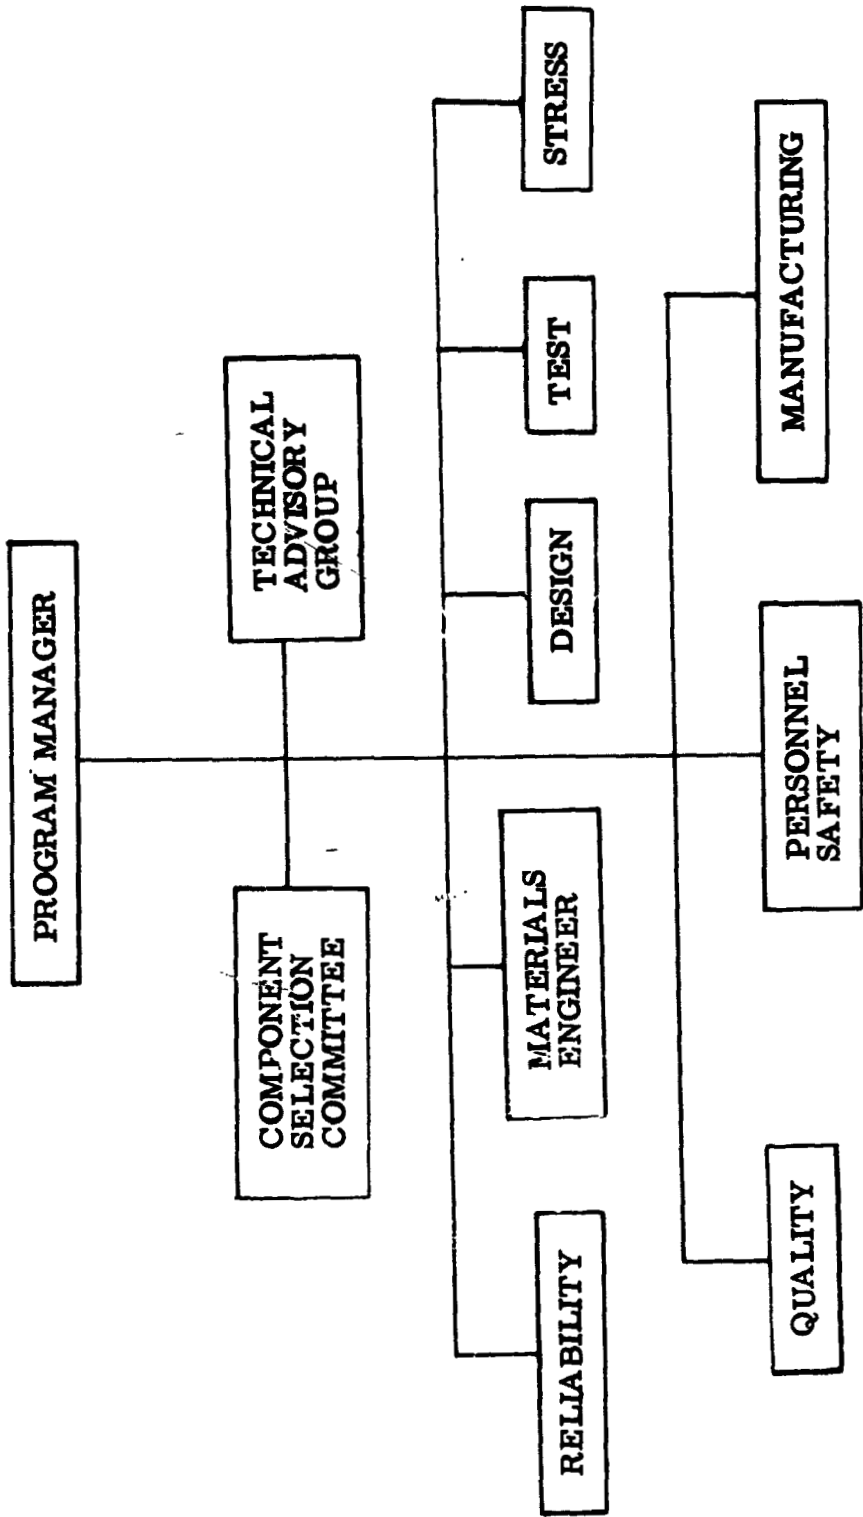 PROGRAM MANAGER
COMPONENT
SELECTION
COMMITTEE
TECHNICAL
ADVISORY
GROUP
RELIABILITY
MATERIALS
ENGINEER
DESIGN
TEST
STRESS
QUALITY
PERSONNEL
SAFETY
MANUFACTURING